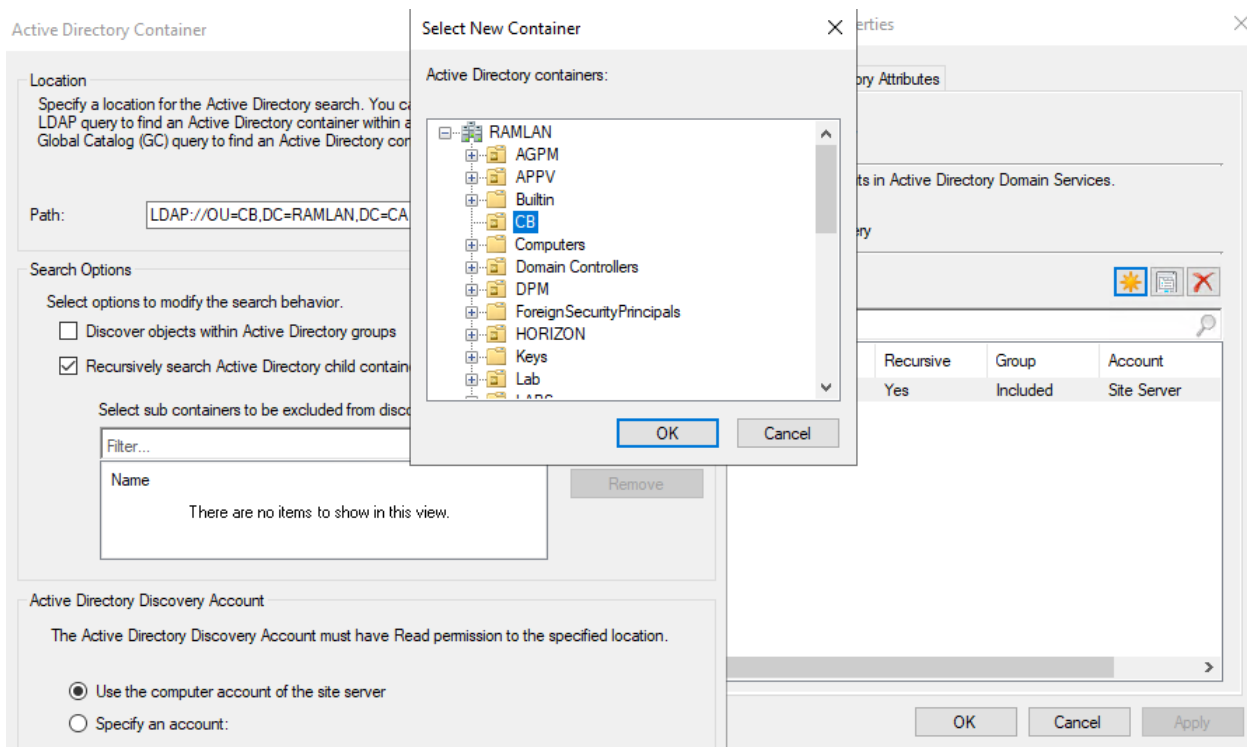 Active Directory Container
Location
Specify a location for the Active Directory search. You ca
LDAP query to find an Active Directory container within a
Global Catalog (GC) query to find an Active Directory con
Path:
LDAP://OU=CB,DC=RAMLAN,DC=CA
Search Options
Select options to modify the search behavior.
Discover objects within Active Directory groups
Recursively search Active Directory child contain
Select sub containers to be excluded from disco
Filter...
Name
There are no items to show in this view.
Remove
Active Directory Discovery Account
The Active Directory Discovery Account must have Read permission to the specified location.
Use the computer account of the site server
Specify an account:
Select New Container
Active Directory containers:
RAMLAN
AGPM
APPV
Builtin
CB
Computers
Domain Controllers
DPM
ForeignSecurityPrincipals
HORIZON
Keys
Lab
OK Cancel
erties
ory Attributes
ts in Active Directory Domain Services.
ery
Recursive Group Account
Yes Included Site Server
OK Cancel Apply